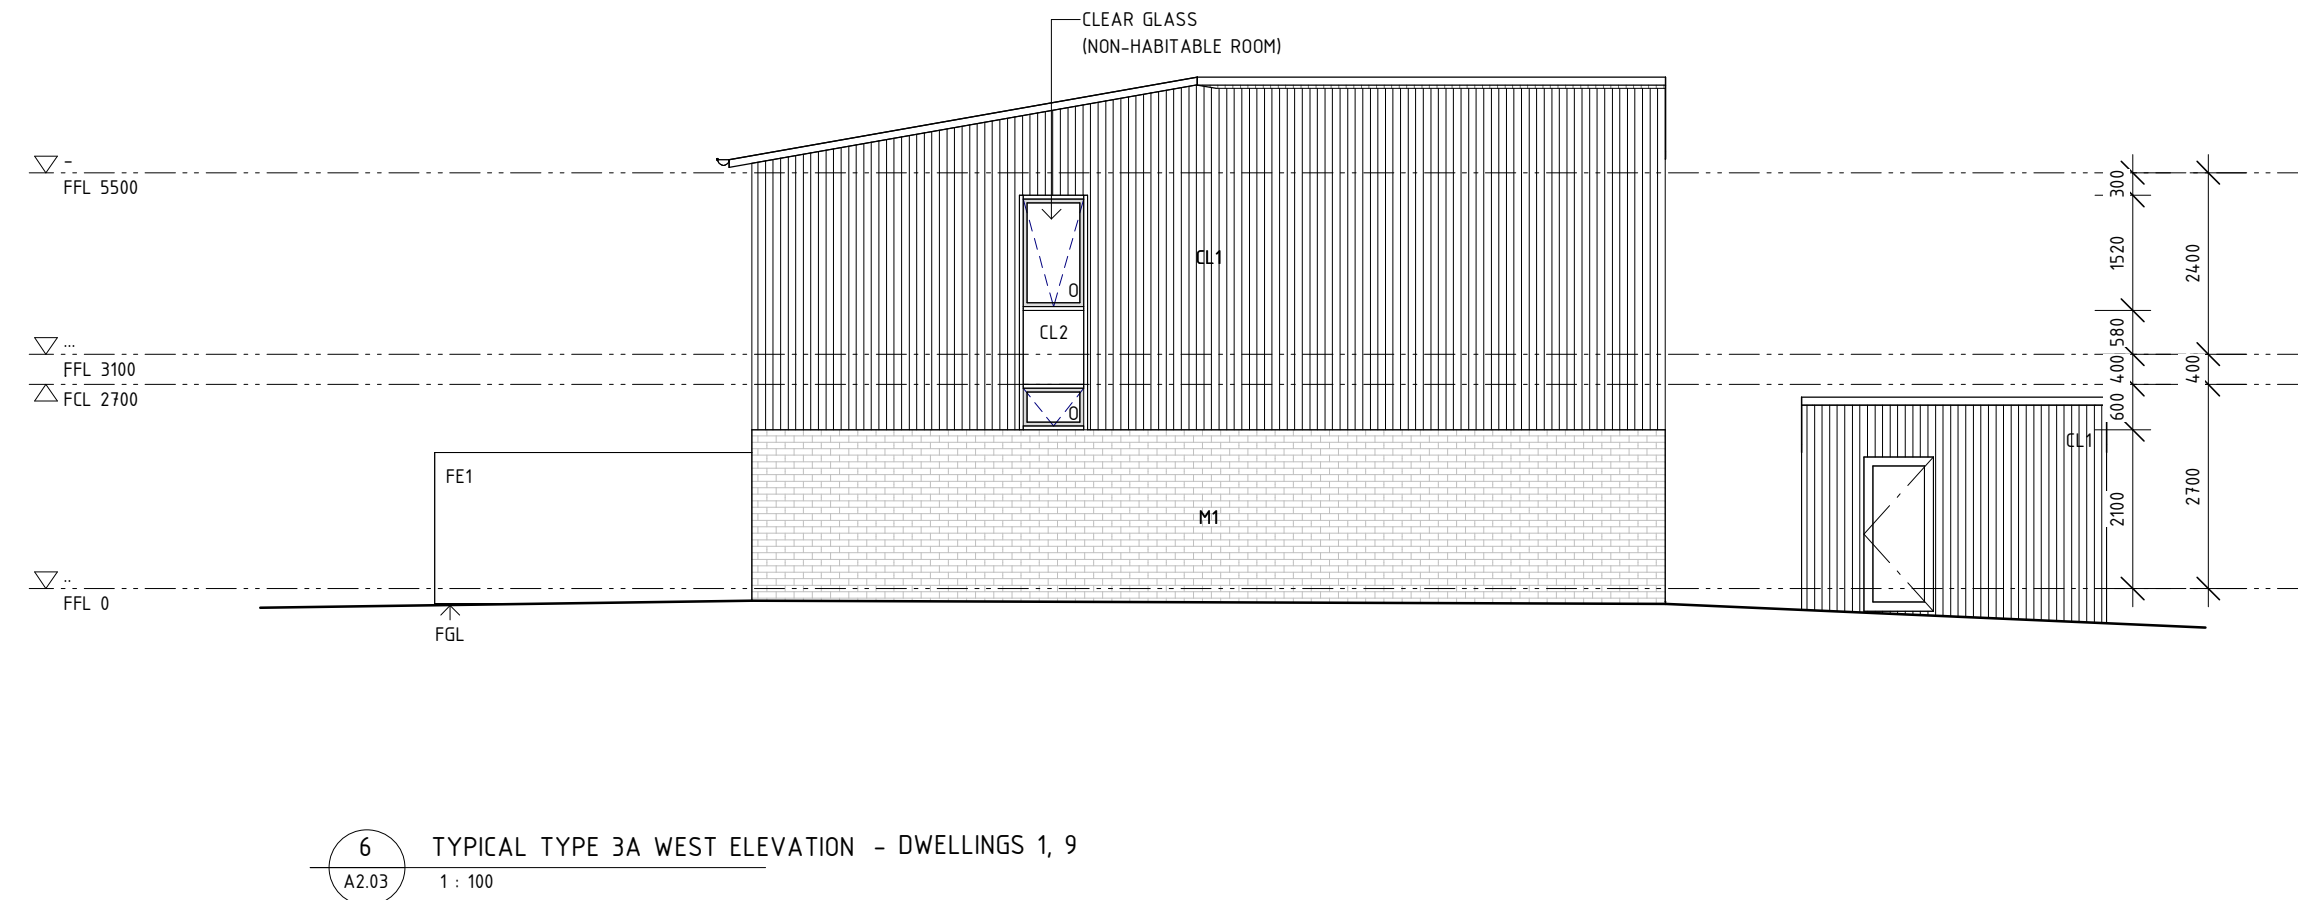 CLEAR GLASS
(NON-HABITABLE ROOM)
-
FFL 5500
300
CL1
1520
2400
O
CL2
580
...
FFL 3100
400
400
FCL 2700
600
O
CL1
FE1
M1
2100
2700
..
FFL 0
FGL
6
TYPICAL TYPE 3A WEST ELEVATION - DWELLINGS 1, 9
A2.03
1 : 100